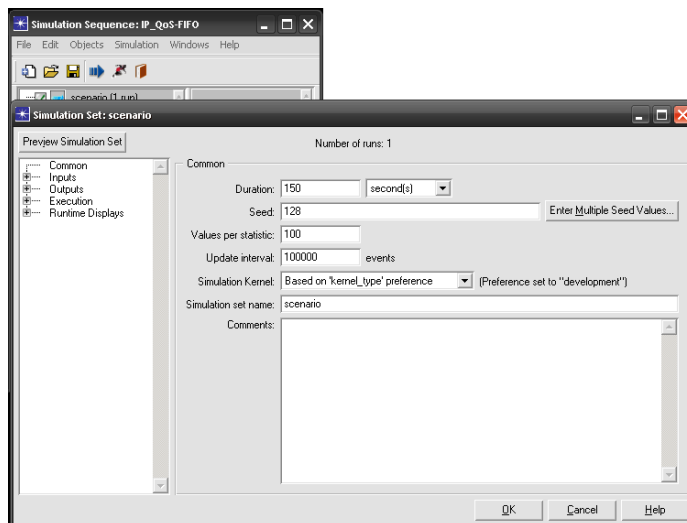 Simulation Sequence: IP_QoS-FIFO
File Edit Objects Simulation Windows Help
scenario (1 run)
Simulation Set: scenario
Preview Simulation Set
Number of runs: 1
Common
Inputs
Outputs
Execution
Runtime Displays
Common
Duration: 150 second(s)
Seed: 128 Enter Multiple Seed Values...
Values per statistic: 100
Update interval: 100000 events
Simulation Kernel: Based on 'kernel_type' preference (Preference set to "development")
Simulation set name: scenario
Comments:
OK Cancel Help